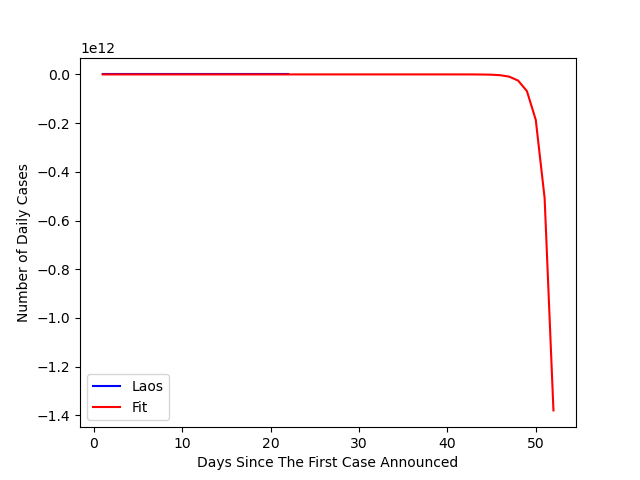 1e12
0.0
−0.2
−0.4
−0.6
−0.8
−1.0
−1.2
−1.4
Number of Daily Cases
Laos
Fit
0 10 20 30 40 50
Days Since The First Case Announced